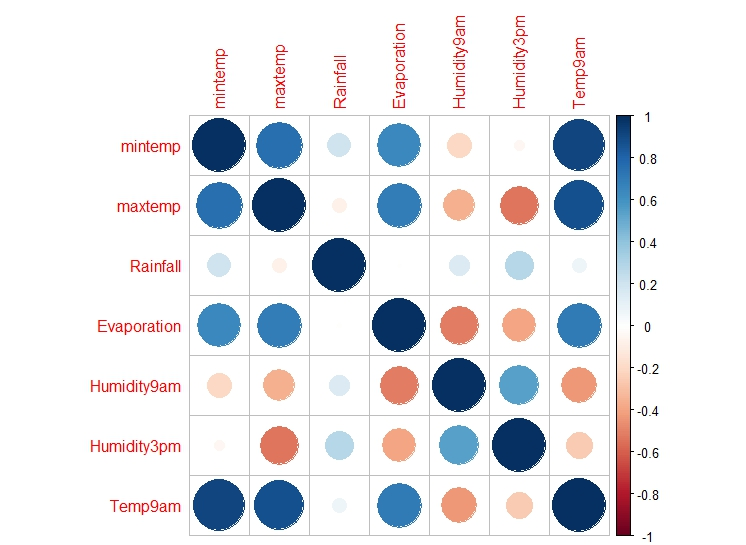 mintemp
maxtemp
Rainfall
Evaporation
Humidity9am
Humidity3pm
Temp9am
mintemp
maxtemp
Rainfall
Evaporation
Humidity9am
Humidity3pm
Temp9am
1
0.8
0.6
0.4
0.2
0
-0.2
-0.4
-0.6
-0.8
-1